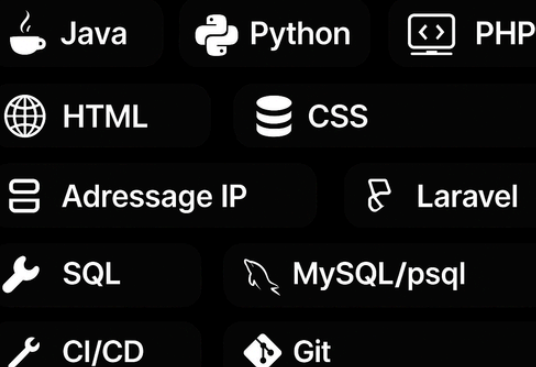 Java Python PHP
HTML CSS
Adressage IP Laravel
SQL MySQL/psql
CI/CD Git